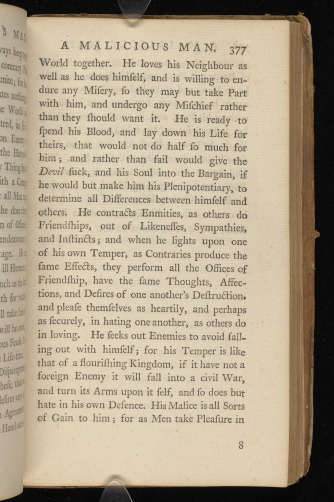 A MALICIOUS MAN. 377
World together. He loves his Neighbour as
well as he does himſelf, and is willing to en-
dure any Miſery, ſo they may but take Part
with him, and undergo any Miſchief rather
than they ſhould want it. He is ready to
ſpend his Blood, and lay down his Life for
theirs, that would not do half ſo much for
him; and rather than fail would give the
Devil ſuck, and his Soul into the Bargain, if
he would but make him his Plenipotentiary, to
determine all Differences between himſelf and
others. He contracts Enmities, as others do
Friendſhips, out of Likeneſſes, Sympathies,
and Inſtincts; and when he lights upon one
of his own Temper, as Contraries produce the
ſame Effects, they perform all the Offices of
Friendſhip, have the ſame Thoughts, Affec-
tions, and Deſires of one another's Deſtruction,
and pleaſe themſelves as heartily, and perhaps
as ſecurely, in hating one another, as others do
in loving. He ſeeks out Enemies to avoid fall-
ing out with himſelf; for his Temper is like
that of a flouriſhing Kingdom, if it have not a
foreign Enemy it will fall into a civil War,
and turn its Arms upon it ſelf, and ſo does but
hate in his own Defence. His Malice is all Sorts
of Gain to him; for as Men take Pleaſure in
8